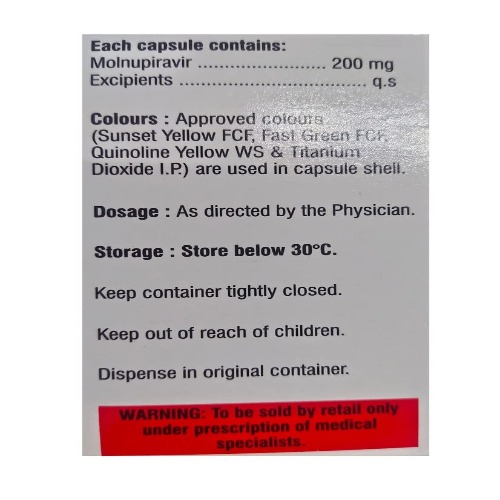 Each capsule contains:
Molnupiravir ........................ 200 mg
Excipients ................................... q.s
Colours : Approved colours
(Sunset Yellow FCF, Fast Green FCF,
Quinoline Yellow WS & Titanium
Dioxide I.P.) are used in capsule shell.
Dosage : As directed by the Physician.
Storage : Store below 30°C.
Keep container tightly closed.
Keep out of reach of children.
Dispense in original container.
WARNING: To be sold by retail only
under prescription of medical
specialists.